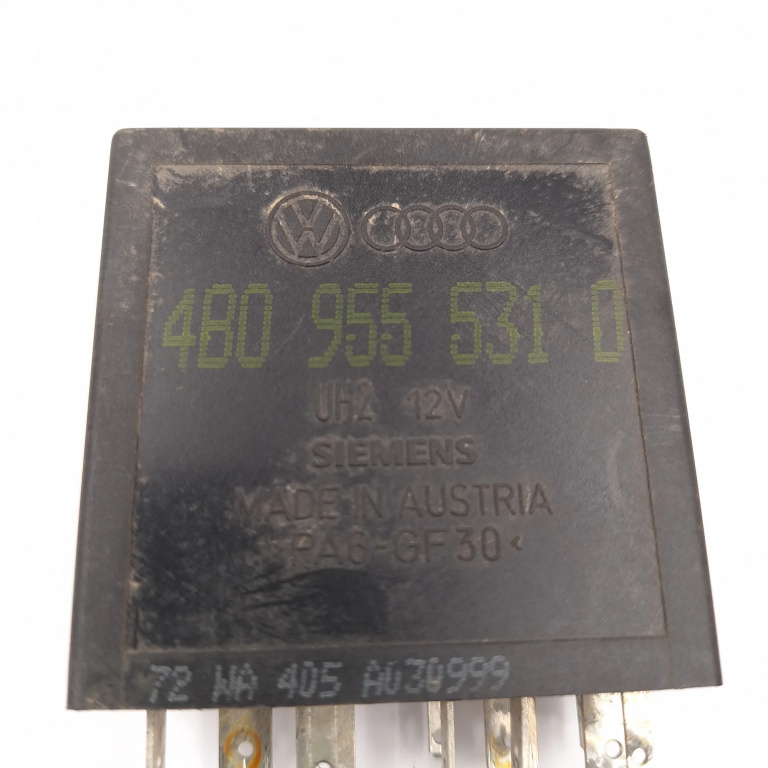 4B0 955 531 D
UH2 12V
SIEMENS
MADE IN AUSTRIA
>PA6-GF30<
72 WA 405 A030999